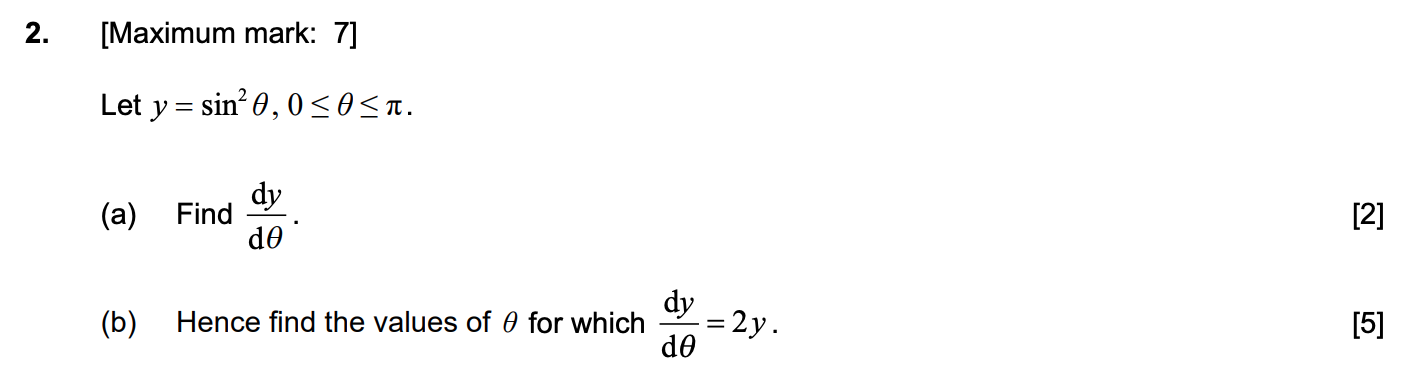 2. [Maximum mark: 7]
Let y = sin² θ, 0 ≤ θ ≤ π.
(a) Find dy/dθ. [2]
(b) Hence find the values of θ for which dy/dθ = 2y. [5]